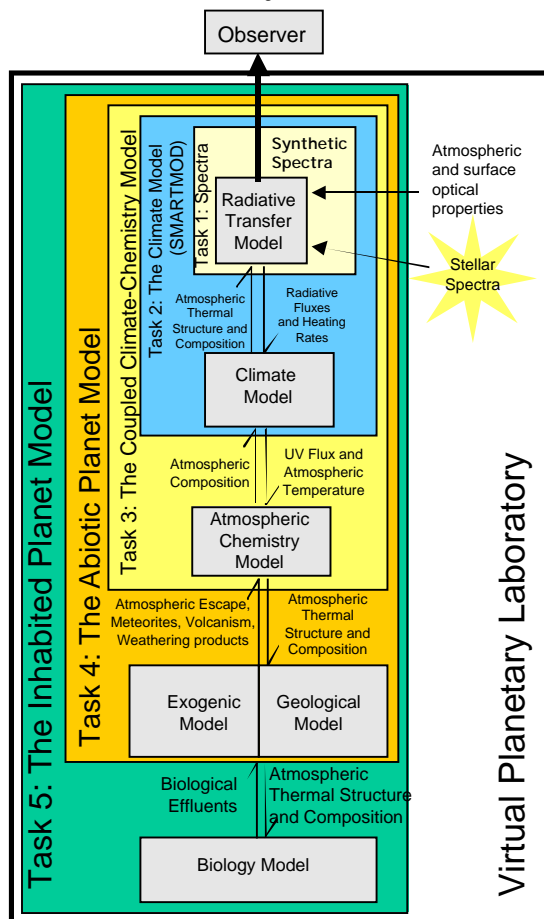 Observer
Synthetic
Spectra
Radiative
Transfer
Model
Task 1: Spectra
Atmospheric
and surface
optical
properties
Stellar
Spectra
Task 2: The Climate Model
(SMARTMOD)
Atmospheric
Thermal
Structure and
Composition
Radiative
Fluxes
and Heating
Rates
Climate
Model
Task 3: The Coupled Climate-Chemistry Model
Atmospheric
Composition
UV Flux and
Atmospheric
Temperature
Atmospheric
Chemistry
Model
Task 4: The Abiotic Planet Model
Atmospheric Escape,
Meteorites, Volcanism,
Weathering products
Atmospheric
Thermal
Structure and
Composition
Exogenic
Model
Geological
Model
Task 5: The Inhabited Planet Model
Biological
Effluents
Atmospheric
Thermal Structure
and Composition
Biology Model
Virtual Planetary Laboratory